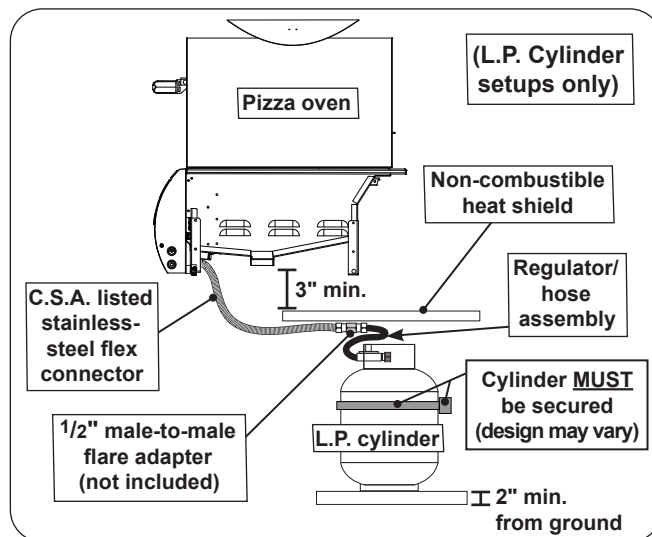 (L.P. Cylinder
setups only)
Pizza oven
Non-combustible
heat shield
3" min.
Regulator/
hose
assembly
C.S.A. listed
stainless-
steel flex
connector
Cylinder MUST
be secured
(design may vary)
1/2" male-to-male
flare adapter
(not included)
L.P. cylinder
2" min.
from ground